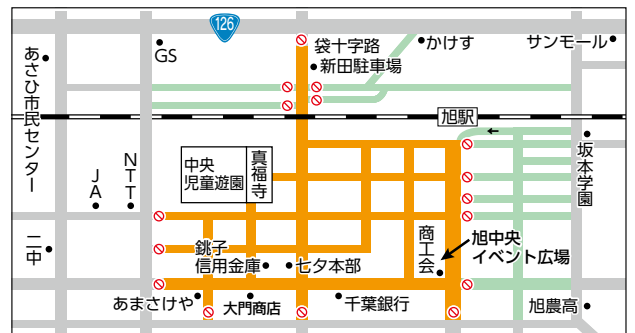 126
袋十字路
かけす
サンモール
GS
新田駐車場
あさひ市民センター
旭駅
坂本学園
NTT
JA
中央
児童遊園
真福寺
二中
銚子
信用金庫
七夕本部
商工会
旭中央
イベント広場
あまさけや
大門商店
千葉銀行
旭農高